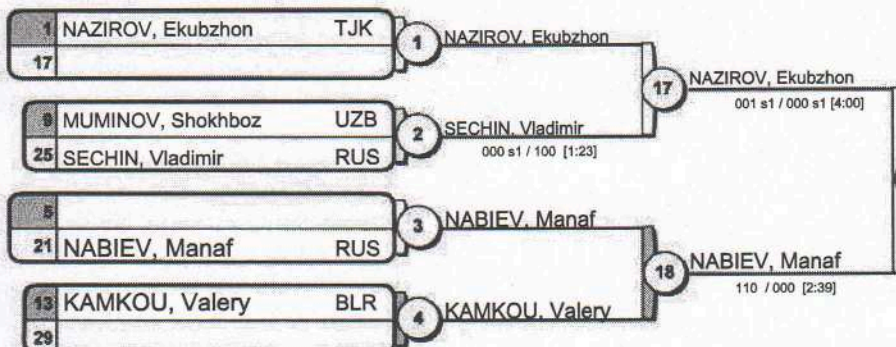 1 NAZIROV, Ekubzhon TJK
17
1 NAZIROV, Ekubzhon
9 MUMINOV, Shokhboz UZB
25 SECHIN, Vladimir RUS
2 SECHIN, Vladimir
000 s1 / 100 [1:23]
17 NAZIROV, Ekubzhon
001 s1 / 000 s1 [4:00]
5
21 NABIEV, Manaf RUS
3 NABIEV, Manaf
13 KAMKOU, Valery BLR
29
4 KAMKOU, Valery
18 NABIEV, Manaf
110 / 000 [2:39]